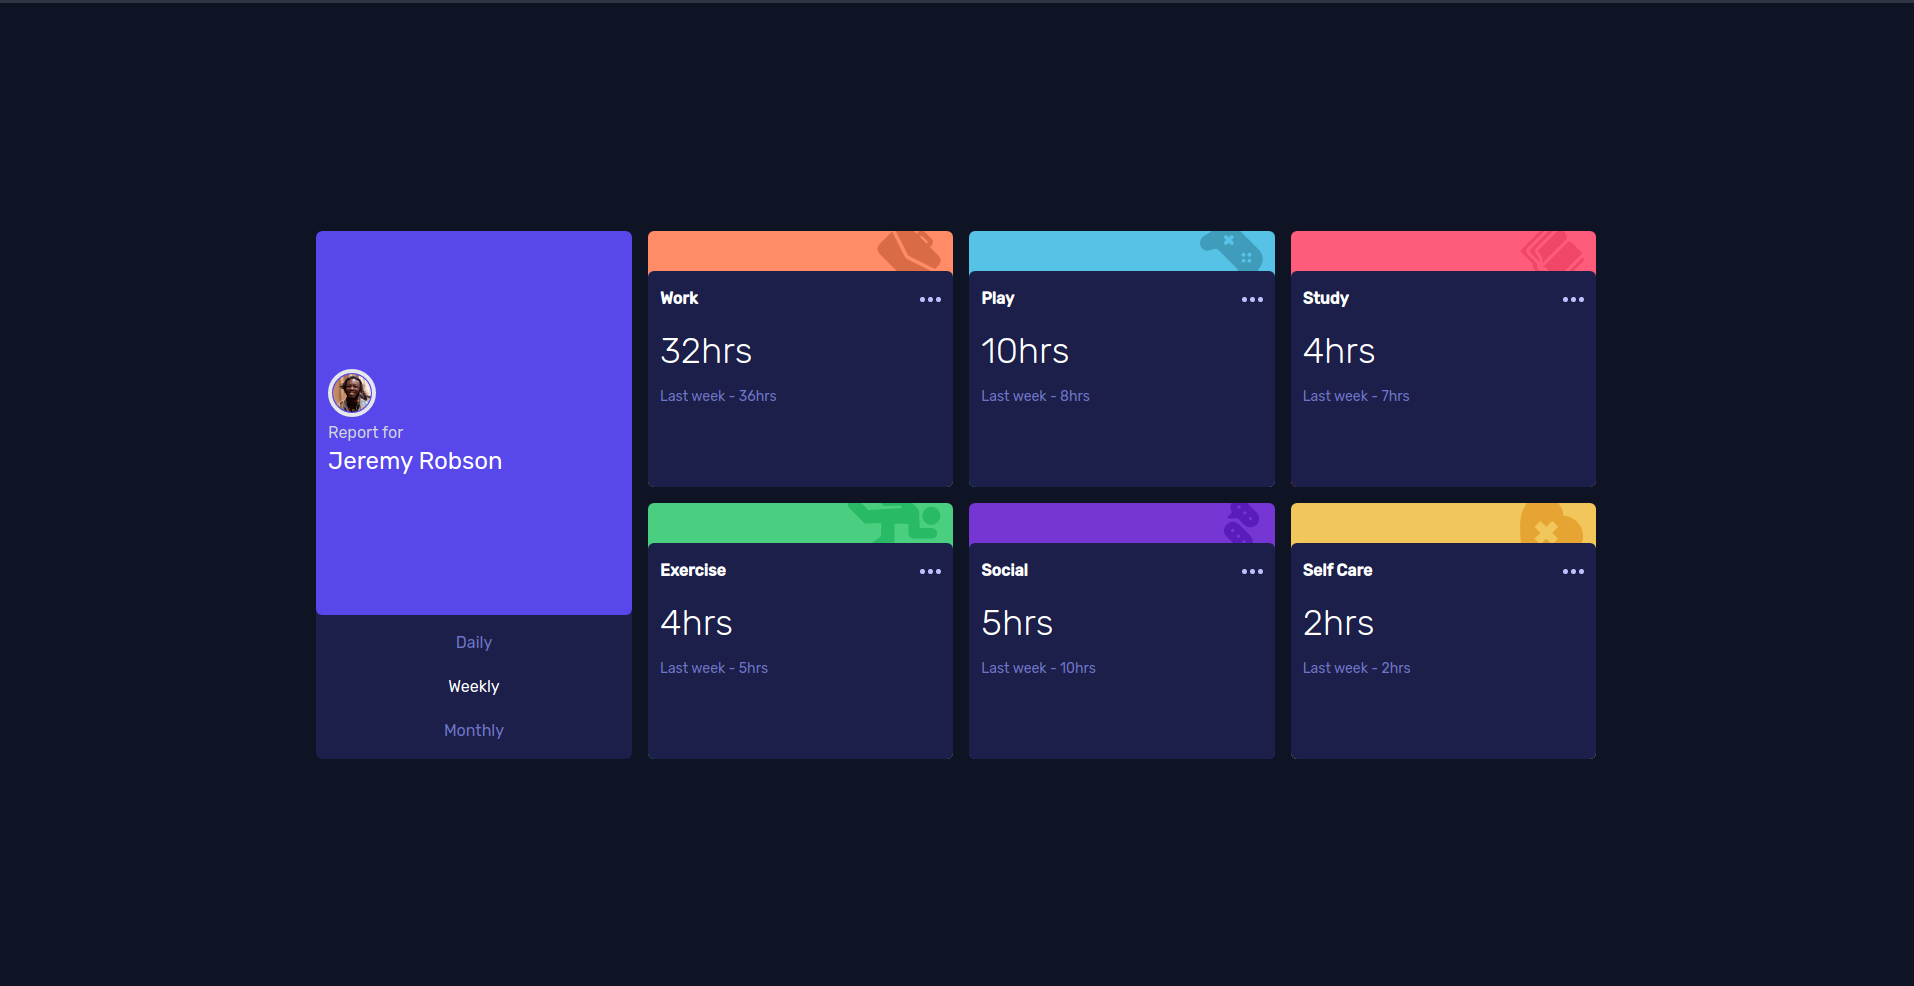 Report for
Jeremy Robson
Daily
Weekly
Monthly
Work
32hrs
Last week - 36hrs
Play
10hrs
Last week - 8hrs
Study
4hrs
Last week - 7hrs
Exercise
4hrs
Last week - 5hrs
Social
5hrs
Last week - 10hrs
Self Care
2hrs
Last week - 2hrs